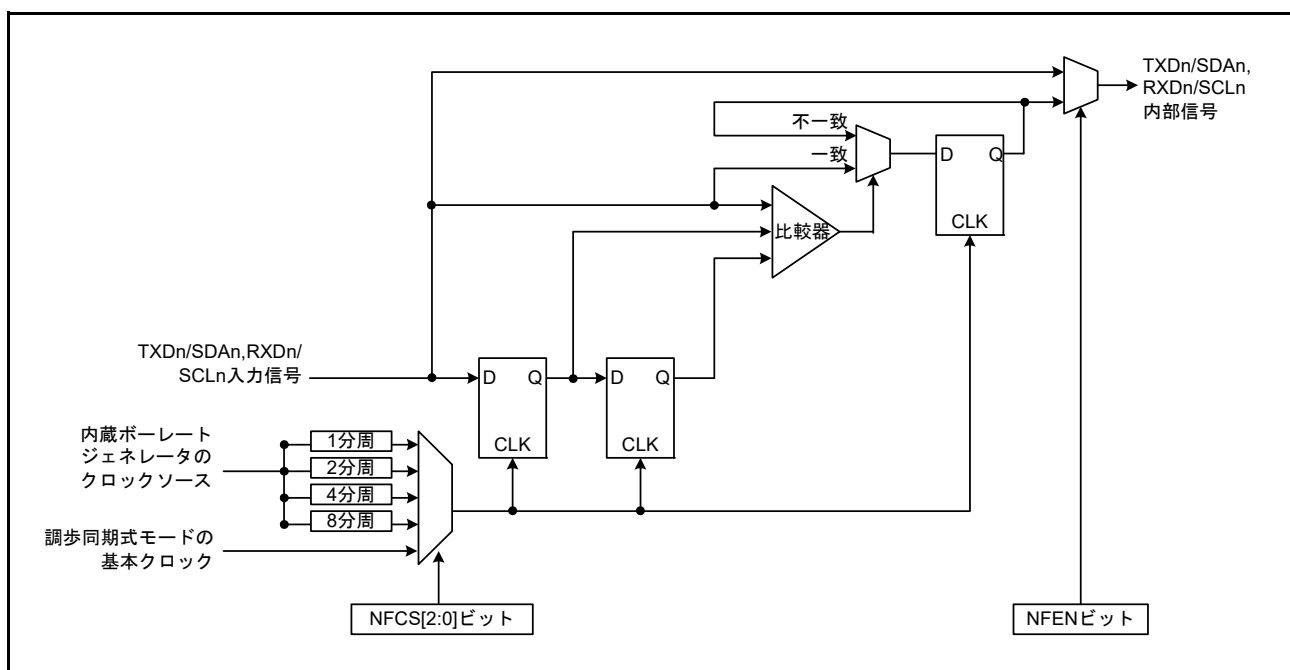 TXDn/SDAn,
RXDn/SCLn
内部信号
不一致
一致
D
Q
CLK
比較器
TXDn/SDAn,RXDn/
SCLn入力信号
D
Q
CLK
D
Q
CLK
内蔵ボーレート
ジェネレータの
クロックソース
1分周
2分周
4分周
8分周
調歩同期式モードの
基本クロック
NFCS[2:0]ビット
NFENビット